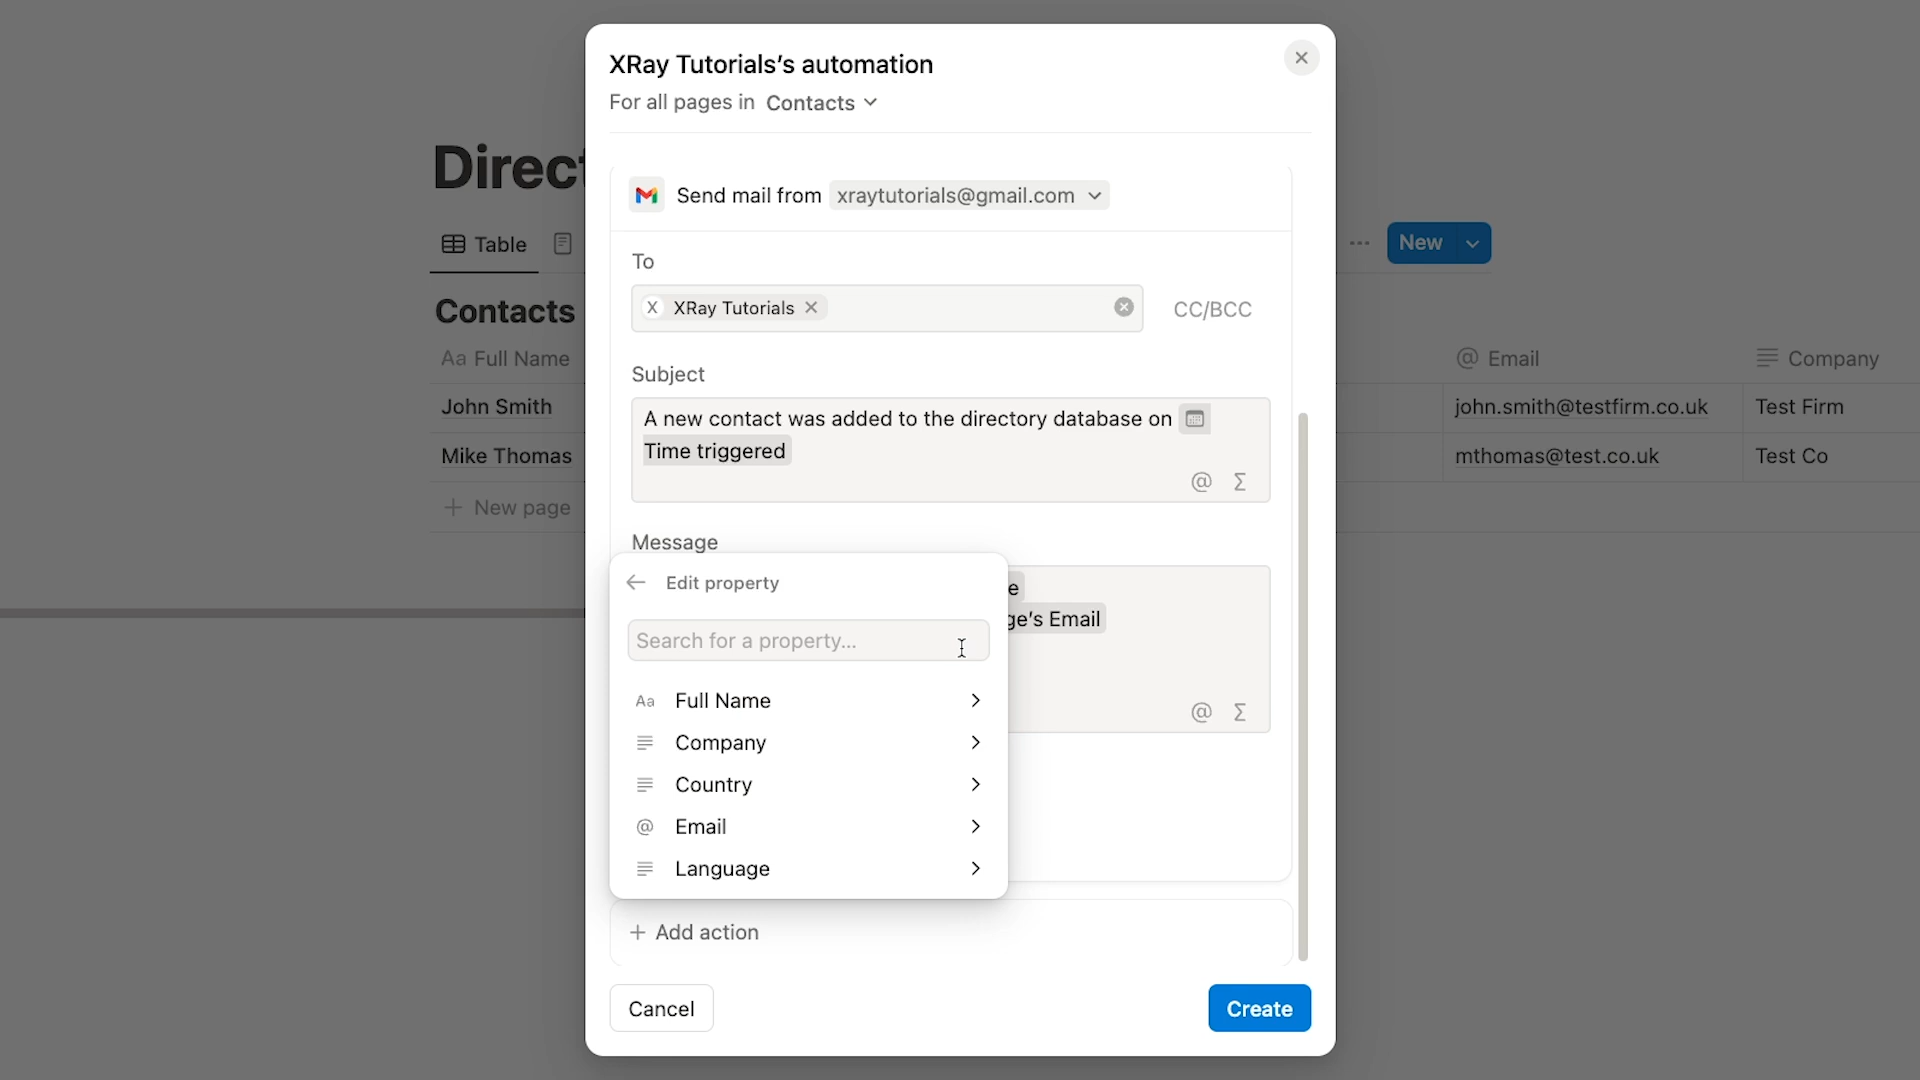 XRay Tutorials's automation
For all pages in Contacts
Direct
Send mail from xraytutorials@gmail.com
Table
New
To
X XRay Tutorials
CC/BCC
Contacts
Aa Full Name
Email
Company
Subject
John Smith
john.smith@testfirm.co.uk
Test Firm
A new contact was added to the directory database on
Time triggered
@ Σ
Mike Thomas
mthomas@test.co.uk
Test Co
+ New page
Message
Edit property
e
ge's Email
Search for a property...
Aa Full Name
Company
Country
@ Email
Language
@ Σ
+ Add action
Cancel
Create